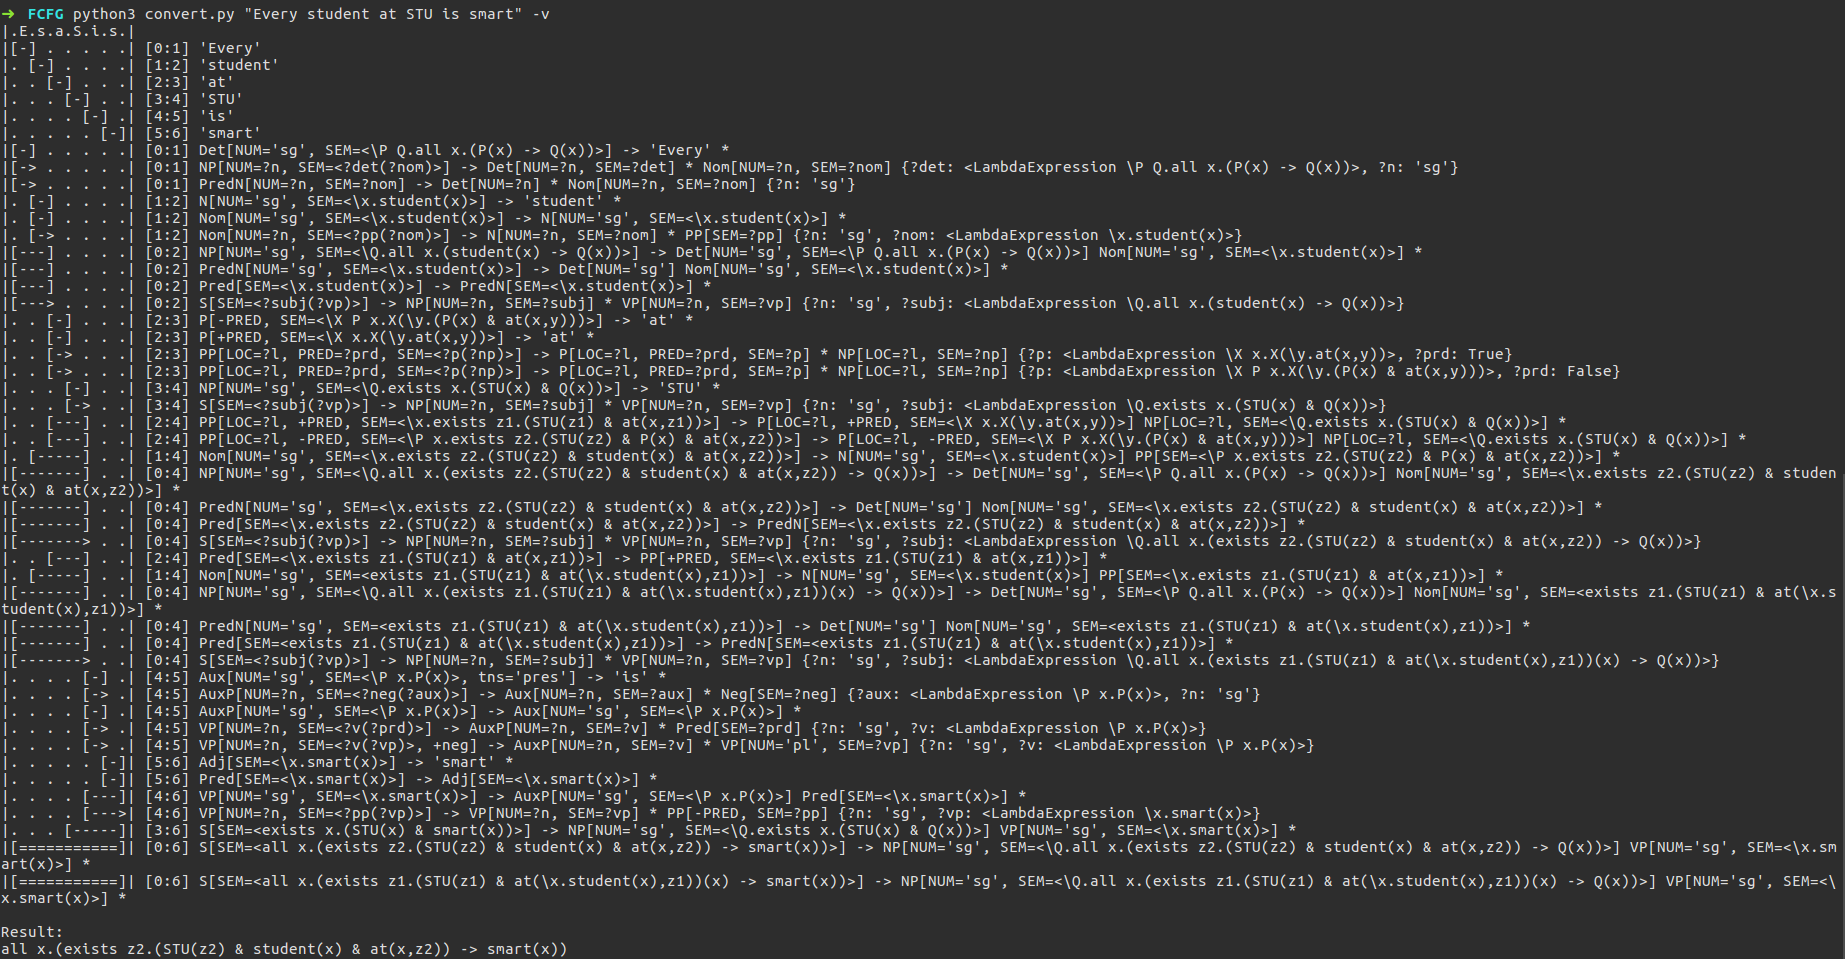 ➜  FCFG python3 convert.py "Every student at STU is smart" -v
|.E.s.a.S.i.s.|
|[-] . . . . .| [0:1] 'Every'
|. [-] . . . .| [1:2] 'student'
|. . [-] . . .| [2:3] 'at'
|. . . [-] . .| [3:4] 'STU'
|. . . . [-] .| [4:5] 'is'
|. . . . . [-]| [5:6] 'smart'
|[-] . . . . .| [0:1] Det[NUM='sg', SEM=<\P Q.all x.(P(x) -> Q(x))>] -> 'Every' *
|[-> . . . . .| [0:1] NP[NUM=?n, SEM=<?det(?nom)>] -> Det[NUM=?n, SEM=?det] * Nom[NUM=?n, SEM=?nom] {?det: <LambdaExpression \P Q.all x.(P(x) -> Q(x))>, ?n: 'sg'}
|[-> . . . . .| [0:1] PredN[NUM=?n, SEM=?nom] -> Det[NUM=?n] * Nom[NUM=?n, SEM=?nom] {?n: 'sg'}
|. [-] . . . .| [1:2] N[NUM='sg', SEM=<\x.student(x)>] -> 'student' *
|. [-] . . . .| [1:2] Nom[NUM='sg', SEM=<\x.student(x)>] -> N[NUM='sg', SEM=<\x.student(x)>] *
|. [-> . . . .| [1:2] Nom[NUM=?n, SEM=<?pp(?nom)>] -> N[NUM=?n, SEM=?nom] * PP[SEM=?pp] {?n: 'sg', ?nom: <LambdaExpression \x.student(x)>}
|[---] . . . .| [0:2] NP[NUM='sg', SEM=<\Q.all x.(student(x) -> Q(x))>] -> Det[NUM='sg', SEM=<\P Q.all x.(P(x) -> Q(x))>] Nom[NUM='sg', SEM=<\x.student(x)>] *
|[---] . . . .| [0:2] PredN[NUM='sg', SEM=<\x.student(x)>] -> Det[NUM='sg'] Nom[NUM='sg', SEM=<\x.student(x)>] *
|[---] . . . .| [0:2] Pred[SEM=<\x.student(x)>] -> PredN[SEM=<\x.student(x)>] *
|[---> . . . .| [0:2] S[SEM=<?subj(?vp)>] -> NP[NUM=?n, SEM=?subj] * VP[NUM=?n, SEM=?vp] {?n: 'sg', ?subj: <LambdaExpression \Q.all x.(student(x) -> Q(x))>}
|. . [-] . . .| [2:3] P[-PRED, SEM=<\X P x.X(\y.(P(x) & at(x,y)))>] -> 'at' *
|. . [-] . . .| [2:3] P[+PRED, SEM=<\X x.X(\y.at(x,y))>] -> 'at' *
|. . [-> . . .| [2:3] PP[LOC=?l, PRED=?prd, SEM=<?p(?np)>] -> P[LOC=?l, PRED=?prd, SEM=?p] * NP[LOC=?l, SEM=?np] {?p: <LambdaExpression \X x.X(\y.at(x,y))>, ?prd: True}
|. . [-> . . .| [2:3] PP[LOC=?l, PRED=?prd, SEM=<?p(?np)>] -> P[LOC=?l, PRED=?prd, SEM=?p] * NP[LOC=?l, SEM=?np] {?p: <LambdaExpression \X P x.X(\y.(P(x) & at(x,y)))>, ?prd: False}
|. . . [-] . .| [3:4] NP[NUM='sg', SEM=<\Q.exists x.(STU(x) & Q(x))>] -> 'STU' *
|. . . [-> . .| [3:4] S[SEM=<?subj(?vp)>] -> NP[NUM=?n, SEM=?subj] * VP[NUM=?n, SEM=?vp] {?n: 'sg', ?subj: <LambdaExpression \Q.exists x.(STU(x) & Q(x))>}
|. . [---] . .| [2:4] PP[LOC=?l, +PRED, SEM=<\x.exists z1.(STU(z1) & at(x,z1))>] -> P[LOC=?l, +PRED, SEM=<\X x.X(\y.at(x,y))>] NP[LOC=?l, SEM=<\Q.exists x.(STU(x) & Q(x))>] *
|. . [---] . .| [2:4] PP[LOC=?l, -PRED, SEM=<\P x.exists z2.(STU(z2) & P(x) & at(x,z2))>] -> P[LOC=?l, -PRED, SEM=<\X P x.X(\y.(P(x) & at(x,y)))>] NP[LOC=?l, SEM=<\Q.exists x.(STU(x) & Q(x))>] *
|. [-----] . .| [1:4] Nom[NUM='sg', SEM=<\x.exists z2.(STU(z2) & student(x) & at(x,z2))>] -> N[NUM='sg', SEM=<\x.student(x)>] PP[SEM=<\P x.exists z2.(STU(z2) & P(x) & at(x,z2))>] *
|[-------] . .| [0:4] NP[NUM='sg', SEM=<\Q.all x.(exists z2.(STU(z2) & student(x) & at(x,z2)) -> Q(x))>] -> Det[NUM='sg', SEM=<\P Q.all x.(P(x) -> Q(x))>] Nom[NUM='sg', SEM=<\x.exists z2.(STU(z2) & studen
t(x) & at(x,z2))>] *
|[-------] . .| [0:4] PredN[NUM='sg', SEM=<\x.exists z2.(STU(z2) & student(x) & at(x,z2))>] -> Det[NUM='sg'] Nom[NUM='sg', SEM=<\x.exists z2.(STU(z2) & student(x) & at(x,z2))>] *
|[-------] . .| [0:4] Pred[SEM=<\x.exists z2.(STU(z2) & student(x) & at(x,z2))>] -> PredN[SEM=<\x.exists z2.(STU(z2) & student(x) & at(x,z2))>] *
|[-------> . .| [0:4] S[SEM=<?subj(?vp)>] -> NP[NUM=?n, SEM=?subj] * VP[NUM=?n, SEM=?vp] {?n: 'sg', ?subj: <LambdaExpression \Q.all x.(exists z2.(STU(z2) & student(x) & at(x,z2)) -> Q(x))>}
|. . [---] . .| [2:4] Pred[SEM=<\x.exists z1.(STU(z1) & at(x,z1))>] -> PP[+PRED, SEM=<\x.exists z1.(STU(z1) & at(x,z1))>] *
|. [-----] . .| [1:4] Nom[NUM='sg', SEM=<exists z1.(STU(z1) & at(\x.student(x),z1))>] -> N[NUM='sg', SEM=<\x.student(x)>] PP[SEM=<\x.exists z1.(STU(z1) & at(x,z1))>] *
|[-------] . .| [0:4] NP[NUM='sg', SEM=<\Q.all x.(exists z1.(STU(z1) & at(\x.student(x),z1))(x) -> Q(x))>] -> Det[NUM='sg', SEM=<\P Q.all x.(P(x) -> Q(x))>] Nom[NUM='sg', SEM=<exists z1.(STU(z1) & at(\x.s
tudent(x),z1))>] *
|[-------] . .| [0:4] PredN[NUM='sg', SEM=<exists z1.(STU(z1) & at(\x.student(x),z1))>] -> Det[NUM='sg'] Nom[NUM='sg', SEM=<exists z1.(STU(z1) & at(\x.student(x),z1))>] *
|[-------] . .| [0:4] Pred[SEM=<exists z1.(STU(z1) & at(\x.student(x),z1))>] -> PredN[SEM=<exists z1.(STU(z1) & at(\x.student(x),z1))>] *
|[-------> . .| [0:4] S[SEM=<?subj(?vp)>] -> NP[NUM=?n, SEM=?subj] * VP[NUM=?n, SEM=?vp] {?n: 'sg', ?subj: <LambdaExpression \Q.all x.(exists z1.(STU(z1) & at(\x.student(x),z1))(x) -> Q(x))>}
|. . . . [-] .| [4:5] Aux[NUM='sg', SEM=<\P x.P(x)>, tns='pres'] -> 'is' *
|. . . . [-> .| [4:5] AuxP[NUM=?n, SEM=<?neg(?aux)>] -> Aux[NUM=?n, SEM=?aux] * Neg[SEM=?neg] {?aux: <LambdaExpression \P x.P(x)>, ?n: 'sg'}
|. . . . [-] .| [4:5] AuxP[NUM='sg', SEM=<\P x.P(x)>] -> Aux[NUM='sg', SEM=<\P x.P(x)>] *
|. . . . [-> .| [4:5] VP[NUM=?n, SEM=<?v(?prd)>] -> AuxP[NUM=?n, SEM=?v] * Pred[SEM=?prd] {?n: 'sg', ?v: <LambdaExpression \P x.P(x)>}
|. . . . [-> .| [4:5] VP[NUM=?n, SEM=<?v(?vp)>, +neg] -> AuxP[NUM=?n, SEM=?v] * VP[NUM='pl', SEM=?vp] {?n: 'sg', ?v: <LambdaExpression \P x.P(x)>}
|. . . . . [-]| [5:6] Adj[SEM=<\x.smart(x)>] -> 'smart' *
|. . . . . [-]| [5:6] Pred[SEM=<\x.smart(x)>] -> Adj[SEM=<\x.smart(x)>] *
|. . . . [---]| [4:6] VP[NUM='sg', SEM=<\x.smart(x)>] -> AuxP[NUM='sg', SEM=<\P x.P(x)>] Pred[SEM=<\x.smart(x)>] *
|. . . . [--->| [4:6] VP[NUM=?n, SEM=<?pp(?vp)>] -> VP[NUM=?n, SEM=?vp] * PP[-PRED, SEM=?pp] {?n: 'sg', ?vp: <LambdaExpression \x.smart(x)>}
|. . . [-----]| [3:6] S[SEM=<exists x.(STU(x) & smart(x))>] -> NP[NUM='sg', SEM=<\Q.exists x.(STU(x) & Q(x))>] VP[NUM='sg', SEM=<\x.smart(x)>] *
|[===========]| [0:6] S[SEM=<all x.(exists z2.(STU(z2) & student(x) & at(x,z2)) -> smart(x))>] -> NP[NUM='sg', SEM=<\Q.all x.(exists z2.(STU(z2) & student(x) & at(x,z2)) -> Q(x))>] VP[NUM='sg', SEM=<\x.sm
art(x)>] *
|[===========]| [0:6] S[SEM=<all x.(exists z1.(STU(z1) & at(\x.student(x),z1))(x) -> smart(x))>] -> NP[NUM='sg', SEM=<\Q.all x.(exists z1.(STU(z1) & at(\x.student(x),z1))(x) -> Q(x))>] VP[NUM='sg', SEM=<\
x.smart(x)>] *
Result:
all x.(exists z2.(STU(z2) & student(x) & at(x,z2)) -> smart(x))